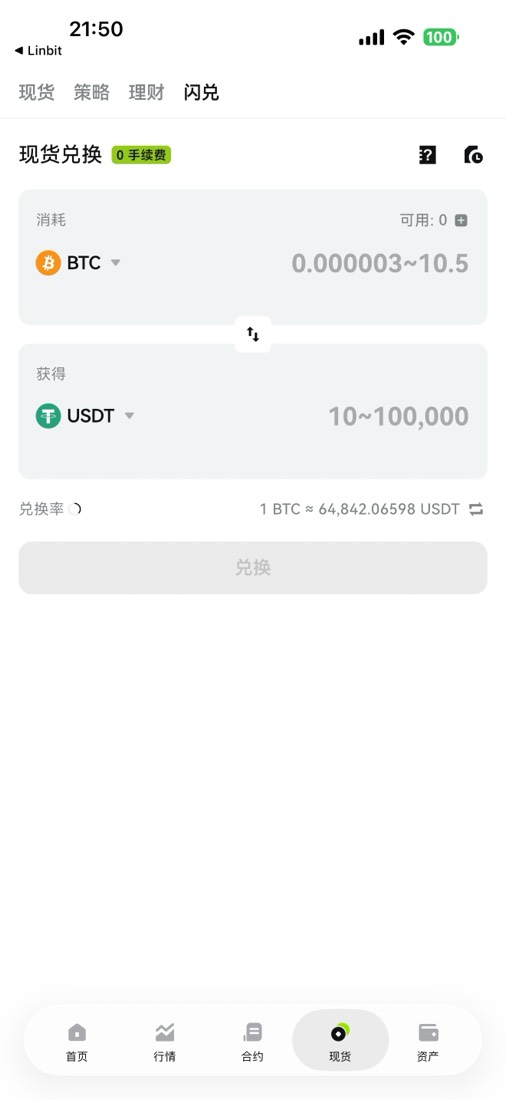 21:50
100
◀ Linbit
现货 策略 理财 闪兑
现货兑换 0 手续费
消耗 可用: 0
BTC 0.000003~10.5
获得
USDT 10~100,000
兑换率 1 BTC ≈ 64,842.06598 USDT
兑换
首页 行情 合约 现货 资产